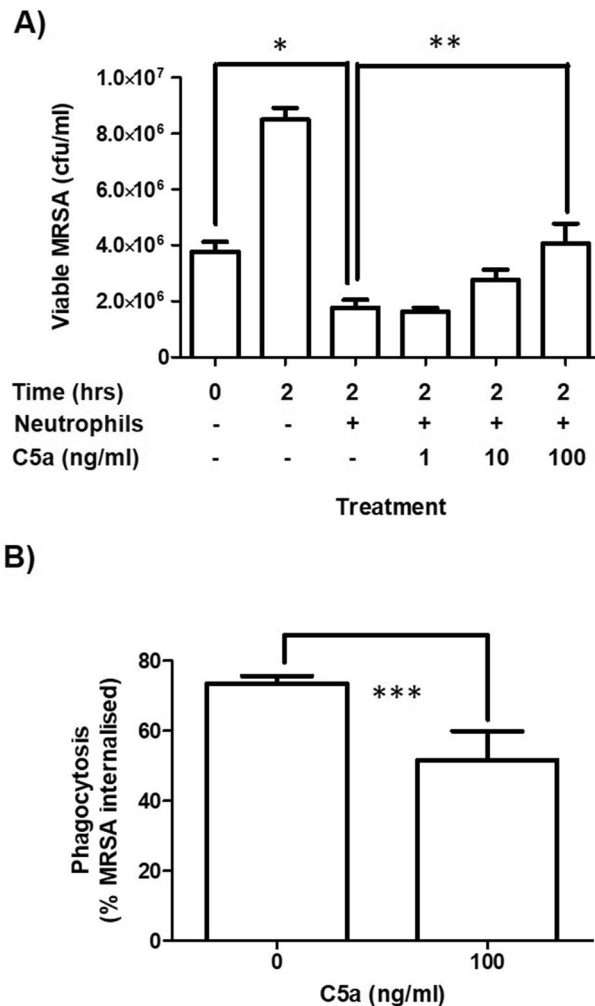 A)
* **
Viable MRSA (cfu/ml)
1.0×10⁷
8.0×10⁶
6.0×10⁶
4.0×10⁶
2.0×10⁶
0
Time (hrs) 0 2 2 2 2 2
Neutrophils - - + + + +
C5a (ng/ml) - - - 1 10 100
Treatment
B)
***
Phagocytosis
(% MRSA internalised)
80
60
40
20
0
0 100
C5a (ng/ml)